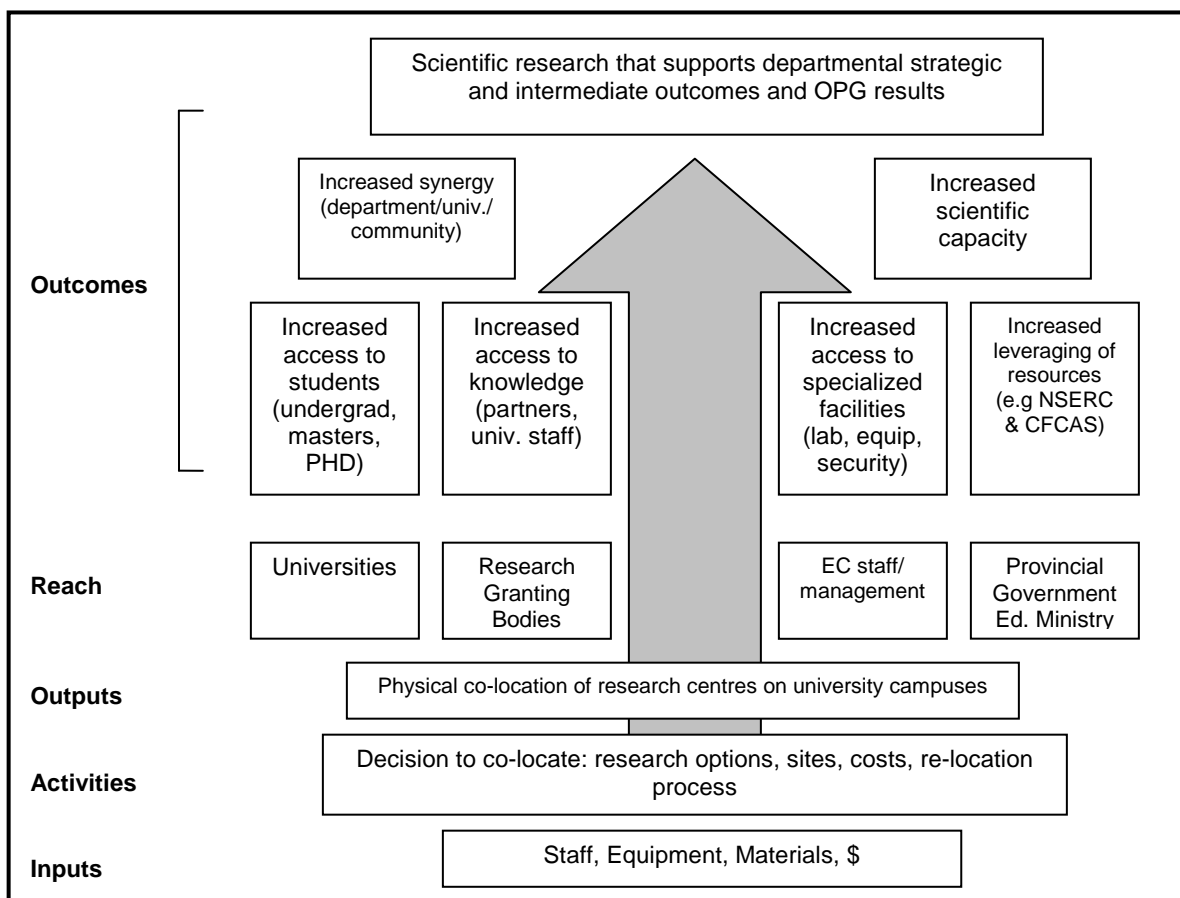 Scientific research that supports departmental strategic
and intermediate outcomes and OPG results
Increased synergy
(department/univ./
community)
Increased
scientific
capacity
Outcomes
Increased
access to
students
(undergrad,
masters,
PHD)
Increased
access to
knowledge
(partners,
univ. staff)
Increased
access to
specialized
facilities
(lab, equip,
security)
Increased
leveraging of
resources
(e.g NSERC
& CFCAS)
Reach
Universities
Research
Granting
Bodies
EC staff/
management
Provincial
Government
Ed. Ministry
Outputs
Physical co-location of research centres on university campuses
Activities
Decision to co-locate: research options, sites, costs, re-location
process
Inputs
Staff, Equipment, Materials, $